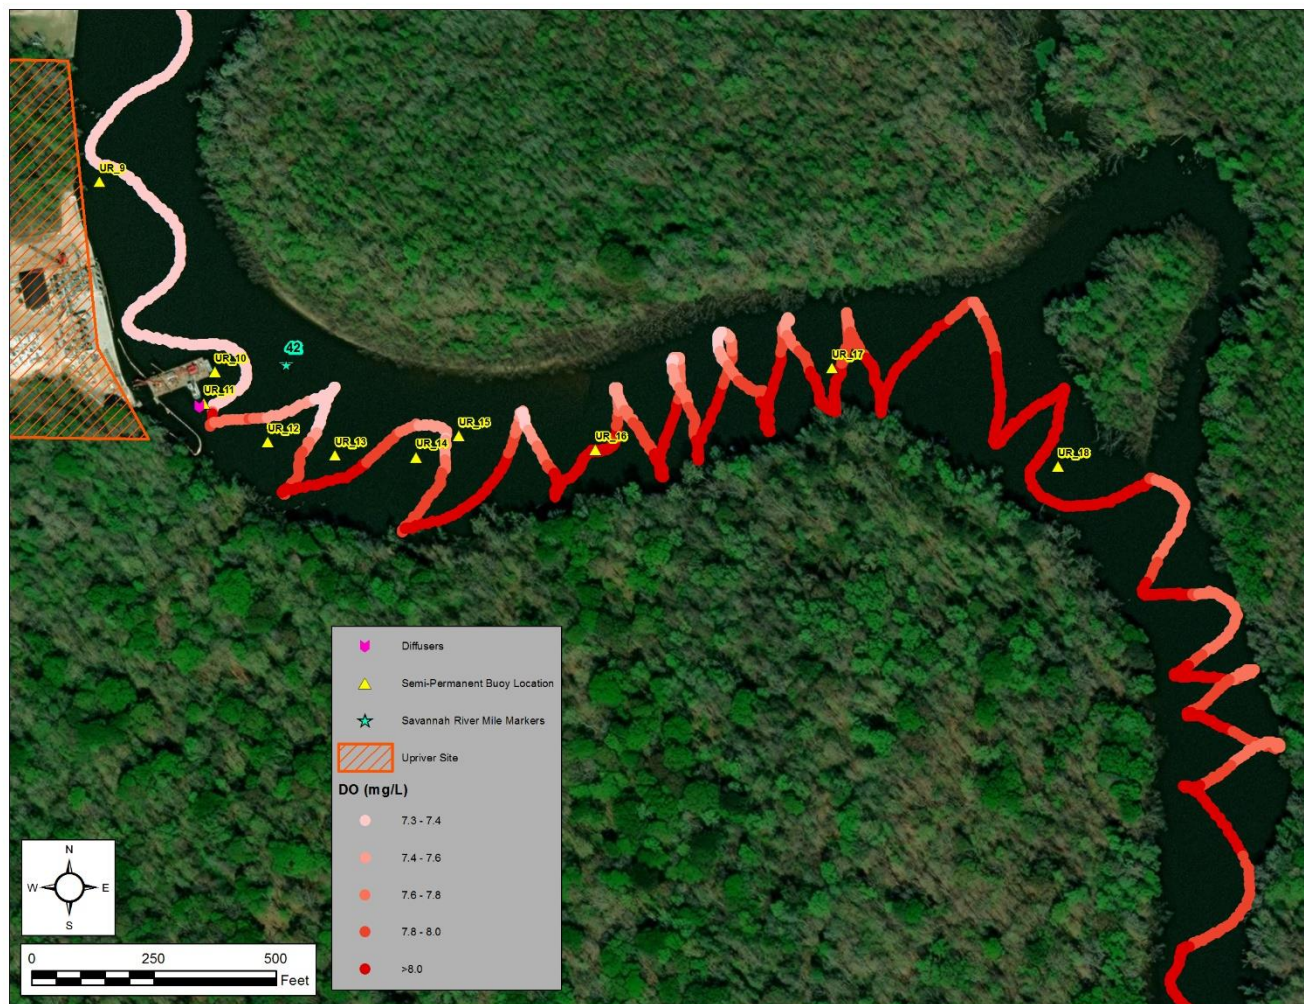 UR_9
42
UR_10
UR_17
UR_11
UR_12
UR_15
UR_13
UR_14
UR_16
UR_18
Diffusers
Semi-Permanent Buoy Location
Savannah River Mile Markers
Upriver Site
DO (mg/L)
7.3 - 7.4
7.4 - 7.6
7.6 - 7.8
7.8 - 8.0
>8.0
N
W E
S
0 250 500
Feet